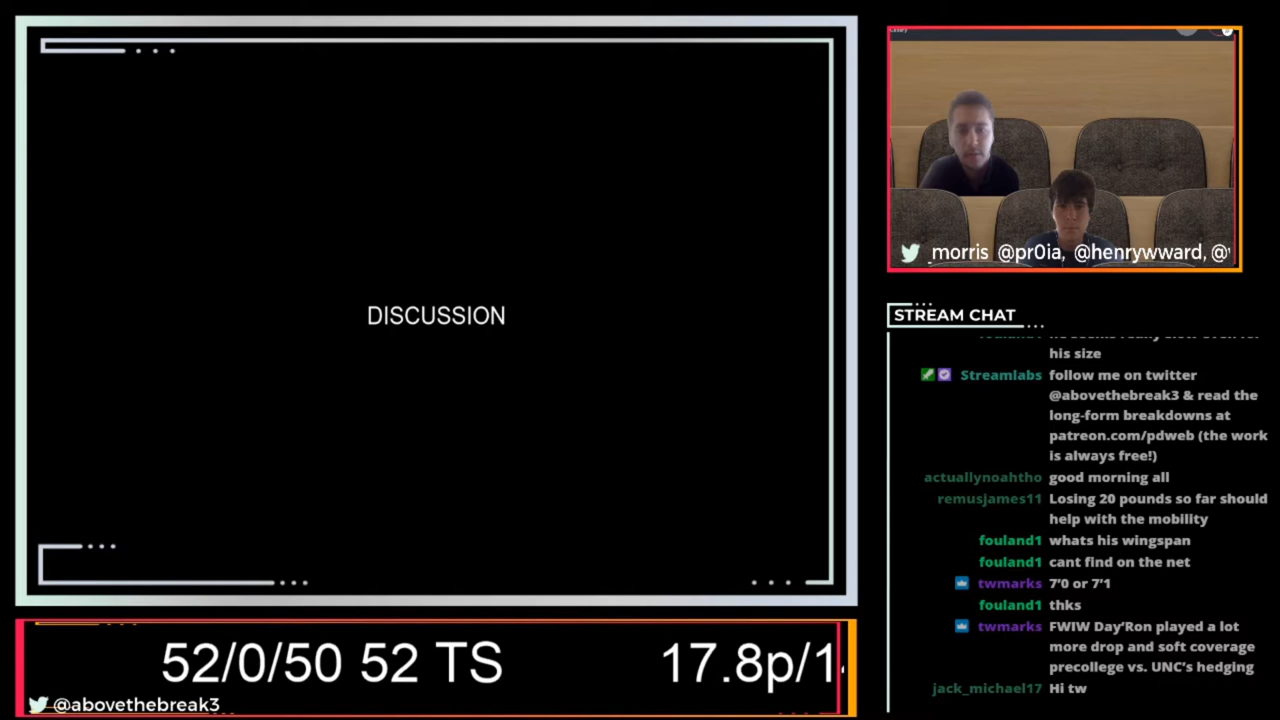 DISCUSSION
_morris @pr0ia, @henrywward, @
STREAM CHAT
his size
Streamlabs follow me on twitter
@abovethebreak3 & read the
long-form breakdowns at
patreon.com/pdweb (the work
is always free!)
actuallynoahtho good morning all
remusjames11 Losing 20 pounds so far should
help with the mobility
fouland1 whats his wingspan
fouland1 cant find on the net
twmarks 7'0 or 7'1
fouland1 thks
twmarks FWIW Day'Ron played a lot
more drop and soft coverage
precollege vs. UNC's hedging
jack_michael17 Hi tw
52/0/50 52 TS 17.8p/1
@abovethebreak3